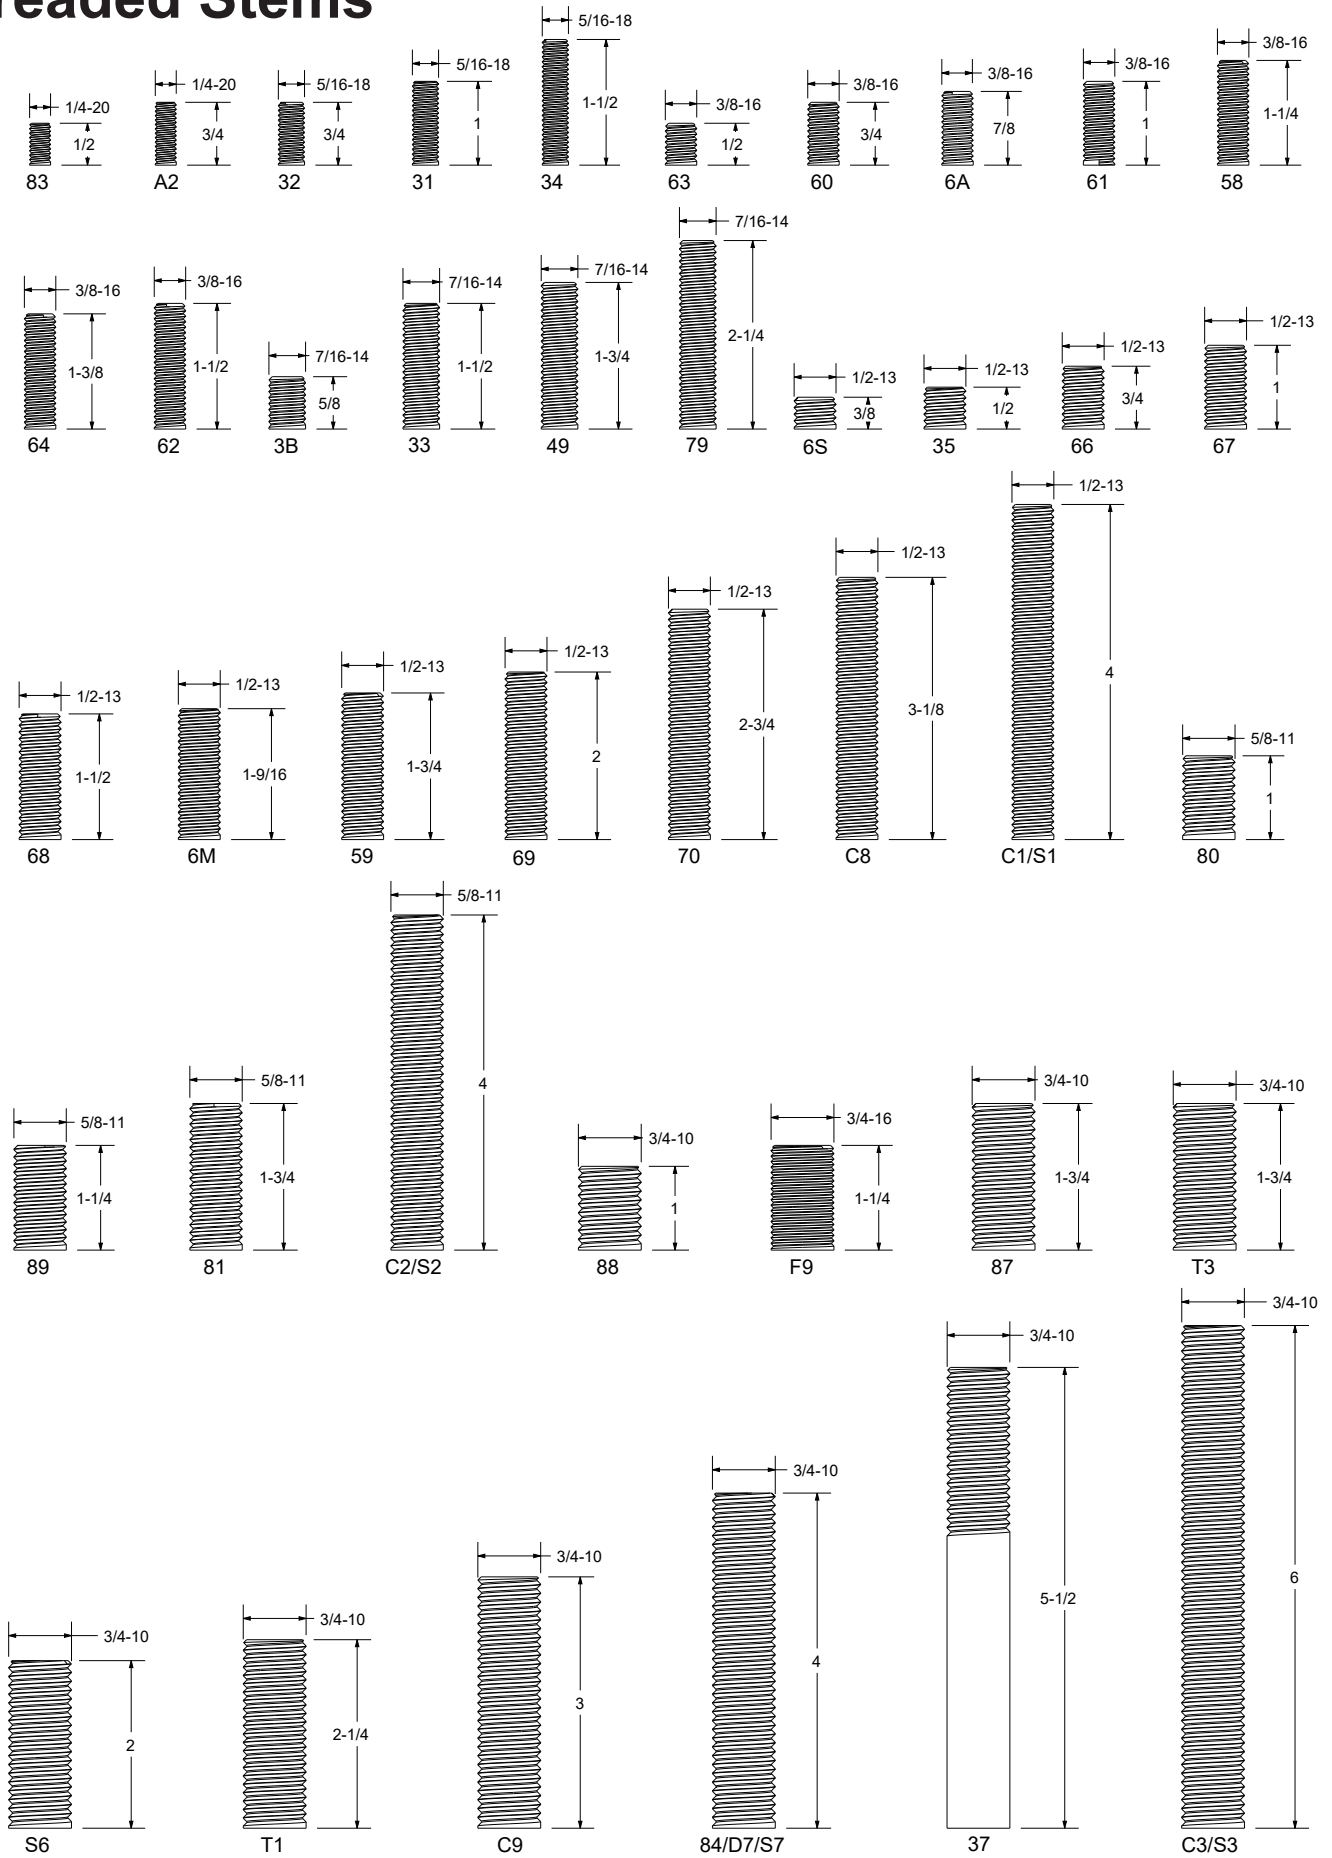 readed Stems
1/4-20 1/4-20 5/16-18 5/16-18 5/16-18 3/8-16 3/8-16 3/8-16 3/8-16 3/8-16
1/2 3/4 3/4 1 1-1/2 1/2 3/4 7/8 1 1-1/4
83 A2 32 31 34 63 60 6A 61 58
3/8-16 3/8-16 7/16-14 7/16-14 7/16-14 7/16-14 1/2-13 1/2-13 1/2-13 1/2-13
1-3/8 1-1/2 5/8 1-1/2 1-3/4 2-1/4 3/8 1/2 3/4 1
64 62 3B 33 49 79 6S 35 66 67
1/2-13 1/2-13 1/2-13 1/2-13 1/2-13 1/2-13 1/2-13 5/8-11
1-1/2 1-9/16 1-3/4 2 2-3/4 3-1/8 4 1
68 6M 59 69 70 C8 C1/S1 80
5/8-11 5/8-11 5/8-11 3/4-10 3/4-16 3/4-10 3/4-10
1-1/4 1-3/4 4 1 1-1/4 1-3/4 1-3/4
89 81 C2/S2 88 F9 87 T3
3/4-10 3/4-10 3/4-10 3/4-10 3/4-10 3/4-10
2 2-1/4 3 4 5-1/2 6
S6 T1 C9 84/D7/S7 37 C3/S3